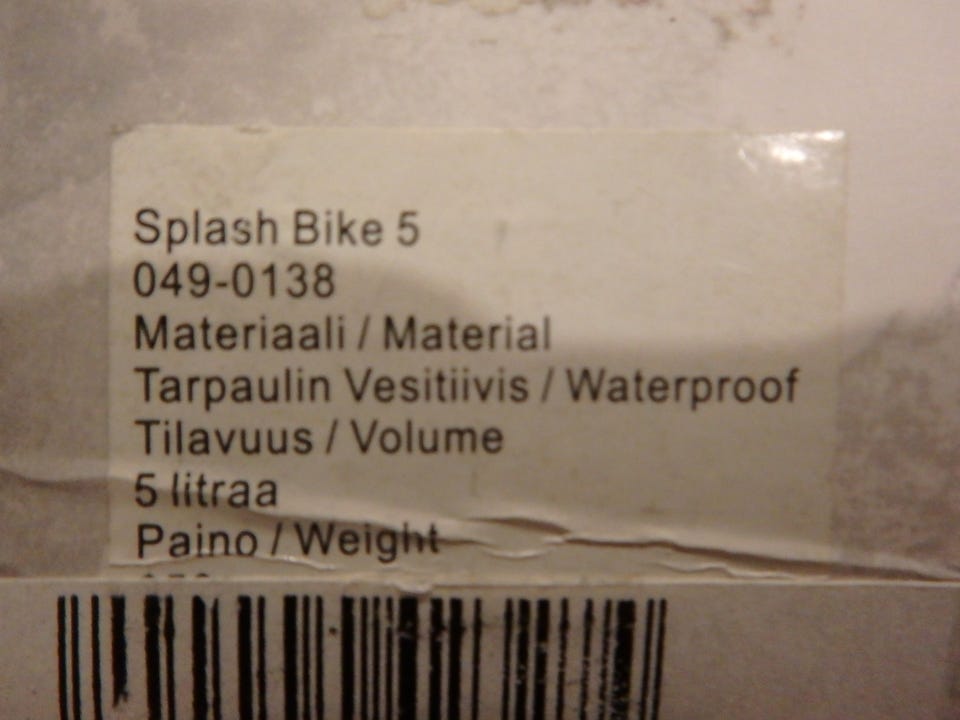 Splash Bike 5
049-0138
Materiaali / Material
Tarpaulin Vesitiivis / Waterproof
Tilavuus / Volume
5 litraa
Paino / Weight